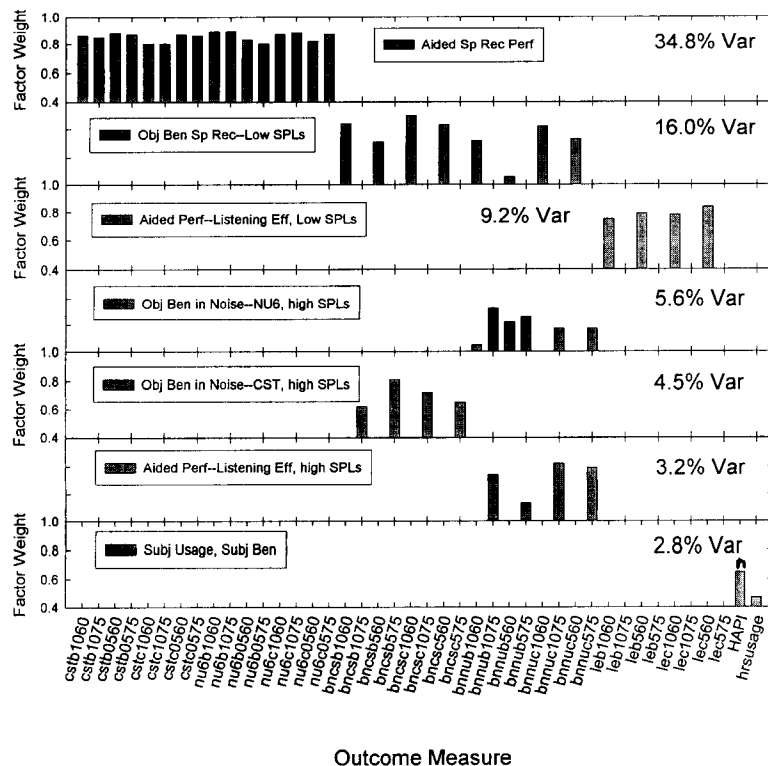 Factor Weight
1.0
0.8
0.6
0.4
Aided Sp Rec Perf
34.8% Var
Obj Ben Sp Rec--Low SPLs
16.0% Var
Factor Weight
1.0
0.8
0.6
0.4
Aided Perf--Listening Eff, Low SPLs
9.2% Var
Obj Ben in Noise--NU6, high SPLs
5.6% Var
Factor Weight
1.0
0.8
0.6
0.4
Obj Ben in Noise--CST, high SPLs
4.5% Var
Aided Perf--Listening Eff, high SPLs
3.2% Var
Factor Weight
1.0
0.8
0.6
0.4
Subj Usage, Subj Ben
2.8% Var
cstb1060
cstb1075
cstb0560
cstb0575
cstc1060
cstc1075
cstc0560
cstc0575
nu6b1060
nu6b1075
nu6b0560
nu6b0575
nu6c1060
nu6c1075
nu6c0560
nu6c0575
bncsb1060
bncsb1075
bncsb560
bncsb575
bncsc1060
bncsc1075
bncsc560
bncsc575
bnnub1060
bnnub1075
bnnub560
bnnub575
bnnuc1060
bnnuc1075
bnnuc560
bnnuc575
leb1060
leb1075
leb560
leb575
lec1060
lec1075
lec560
lec575
HAPI
hrsusage
Outcome Measure